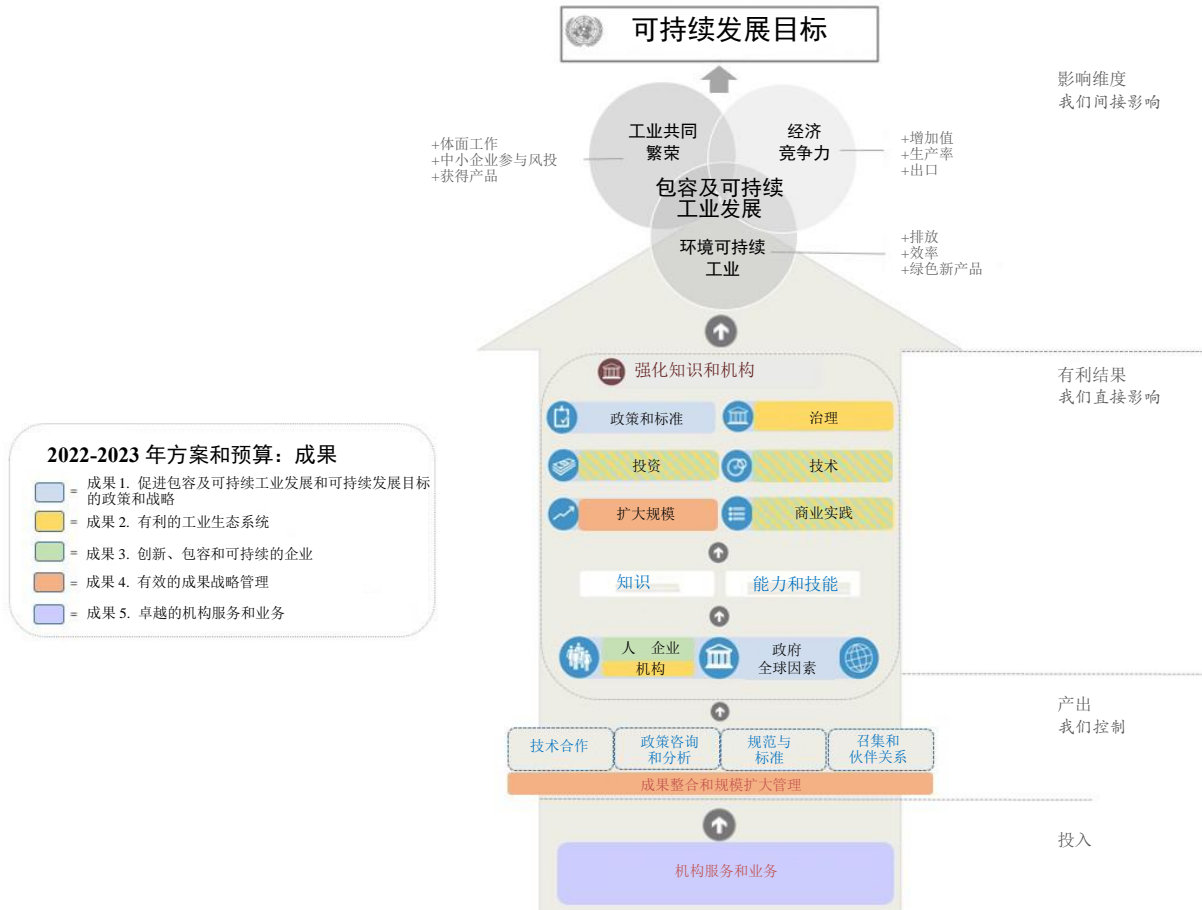 可持续发展目标
影响维度
我们间接影响
工业共同
繁荣
经济
竞争力
+体面工作
+中小企业参与风投
+获得产品
+增加值
+生产率
+出口
包容及可持续
工业发展
环境可持续
工业
+排放
+效率
+绿色新产品
强化知识和机构
有利结果
我们直接影响
政策和标准
治理
投资
技术
扩大规模
商业实践
2022-2023 年方案和预算：成果
= 成果 1. 促进包容及可持续工业发展和可持续发展目标
的政策和战略
= 成果 2. 有利的工业生态系统
= 成果 3. 创新、包容和可持续的企业
= 成果 4. 有效的成果战略管理
= 成果 5. 卓越的机构服务和业务
知识
能力和技能
人 企业
机构
政府
全球因素
产出
我们控制
技术合作
政策咨询
和分析
规范与
标准
召集和
伙伴关系
成果整合和规模扩大管理
投入
机构服务和业务